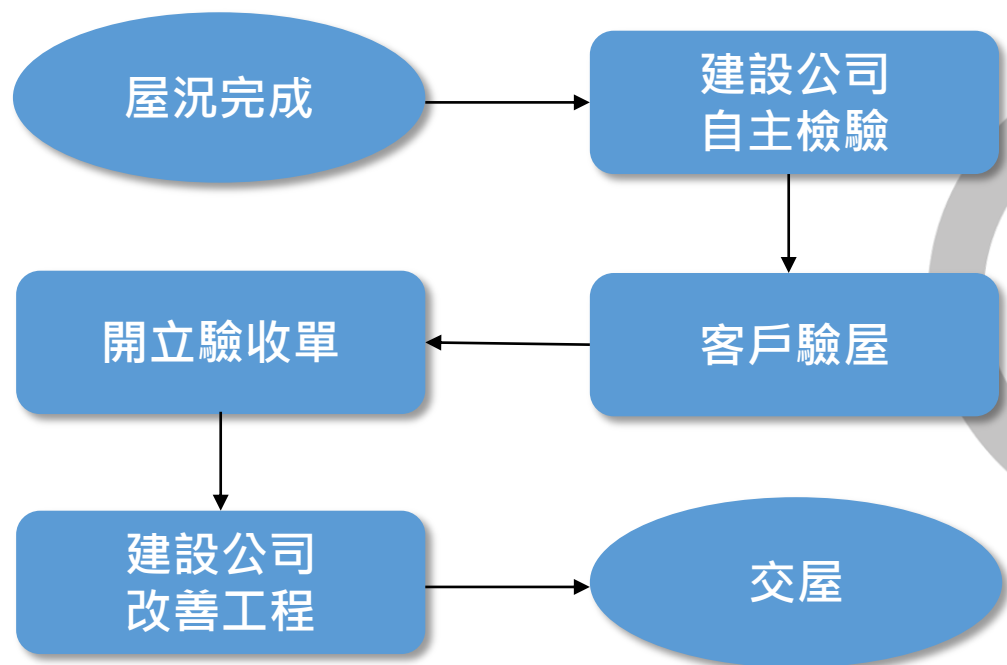 屋況完成
建設公司
自主檢驗
客戶驗屋
開立驗收單
建設公司
改善工程
交屋